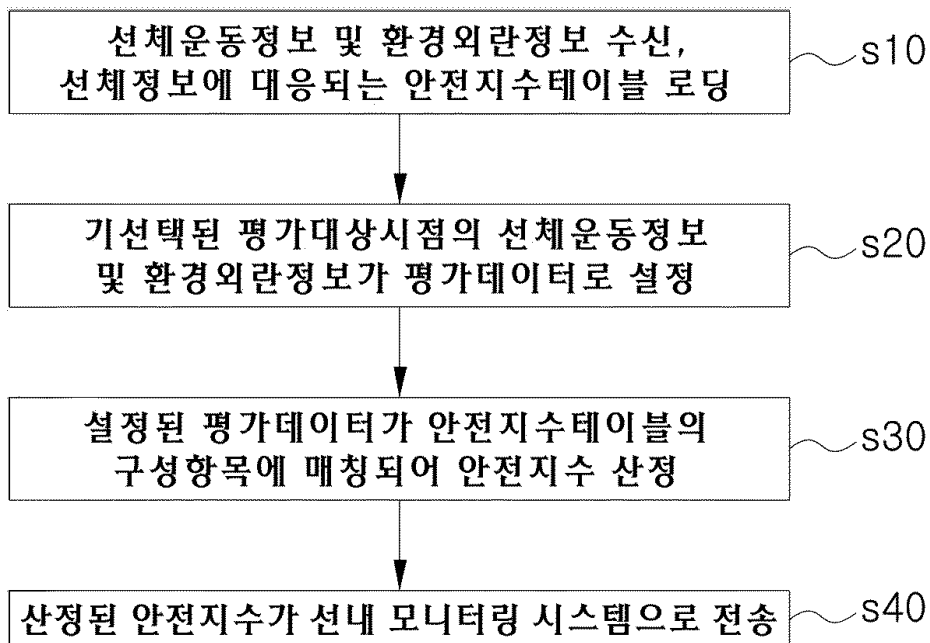 선체운동정보 및 환경외란정보 수신,
선체정보에 대응되는 안전지수테이블 로딩
s10
기선택된 평가대상시점의 선체운동정보
및 환경외란정보가 평가데이터로 설정
s20
설정된 평가데이터가 안전지수테이블의
구성항목에 매칭되어 안전지수 산정
s30
산정된 안전지수가 선내 모니터링 시스템으로 전송
s40